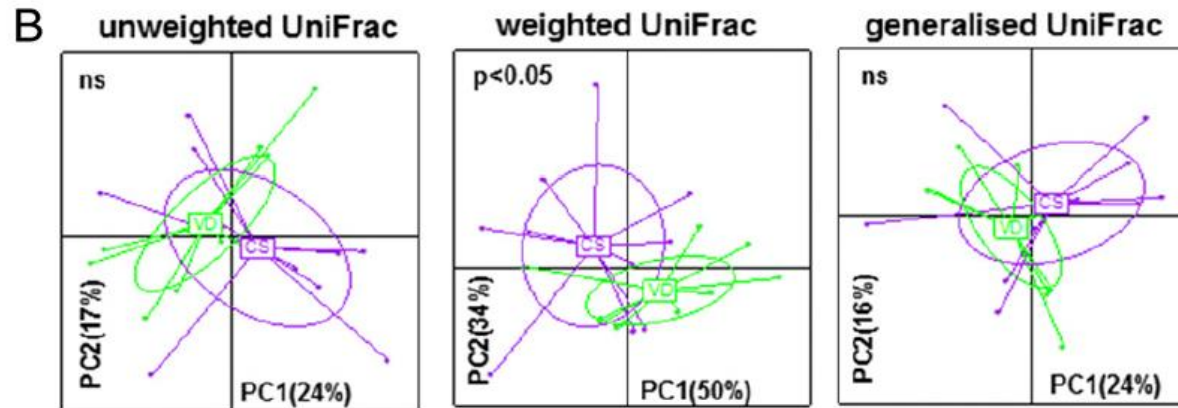 B
unweighted UniFrac
ns
VD
CS
PC2(17%)
PC1(24%)
weighted UniFrac
p<0.05
CS
VD
PC2(34%)
PC1(50%)
generalised UniFrac
ns
CS
VD
PC2(16%)
PC1(24%)